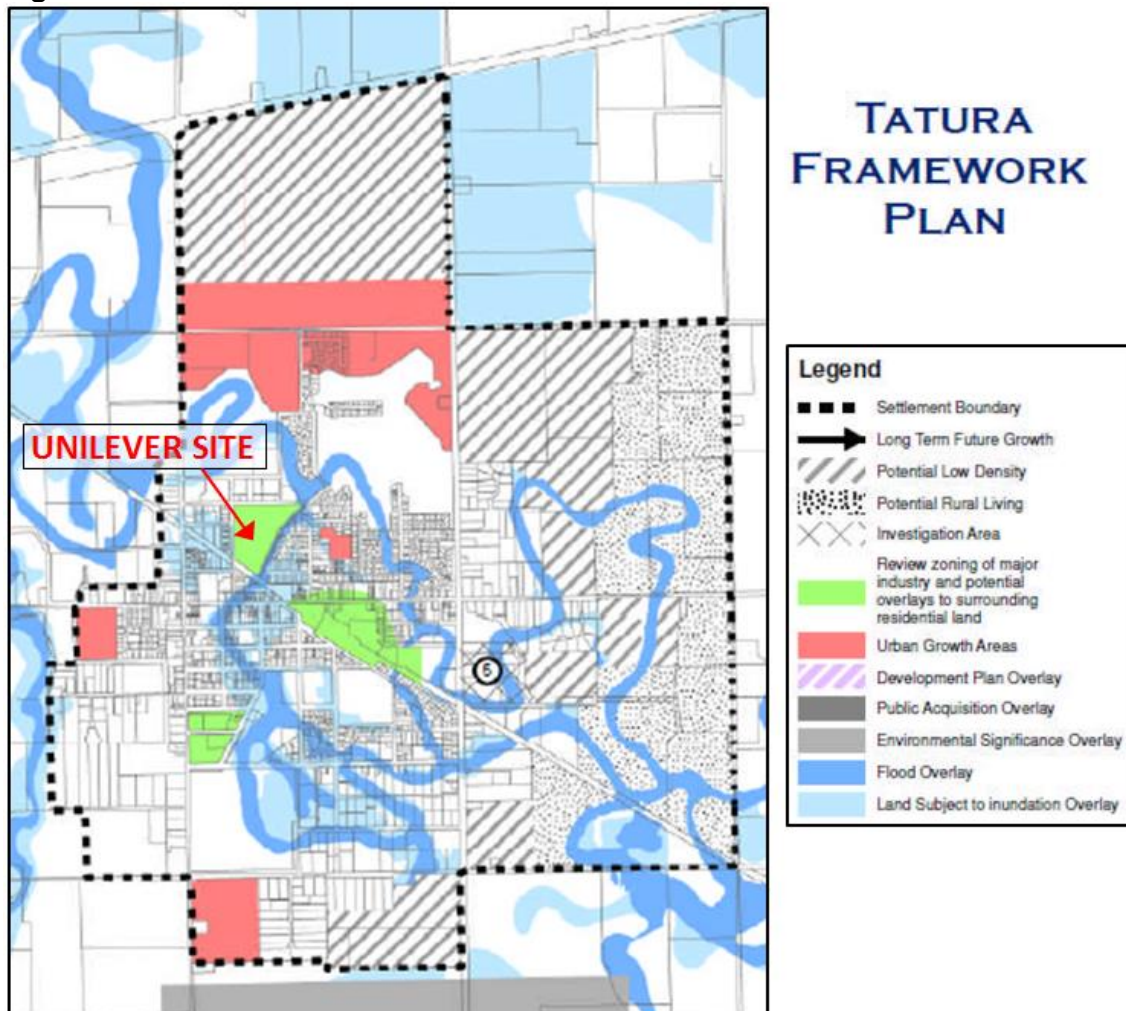 TATURA
FRAMEWORK
PLAN
UNILEVER SITE
5
Legend
Settlement Boundary
Long Term Future Growth
Potential Low Density
Potential Rural Living
Investigation Area
Review zoning of major
industry and potential
overlays to surrounding
residential land
Urban Growth Areas
Development Plan Overlay
Public Acquisition Overlay
Environmental Significance Overlay
Flood Overlay
Land Subject to inundation Overlay